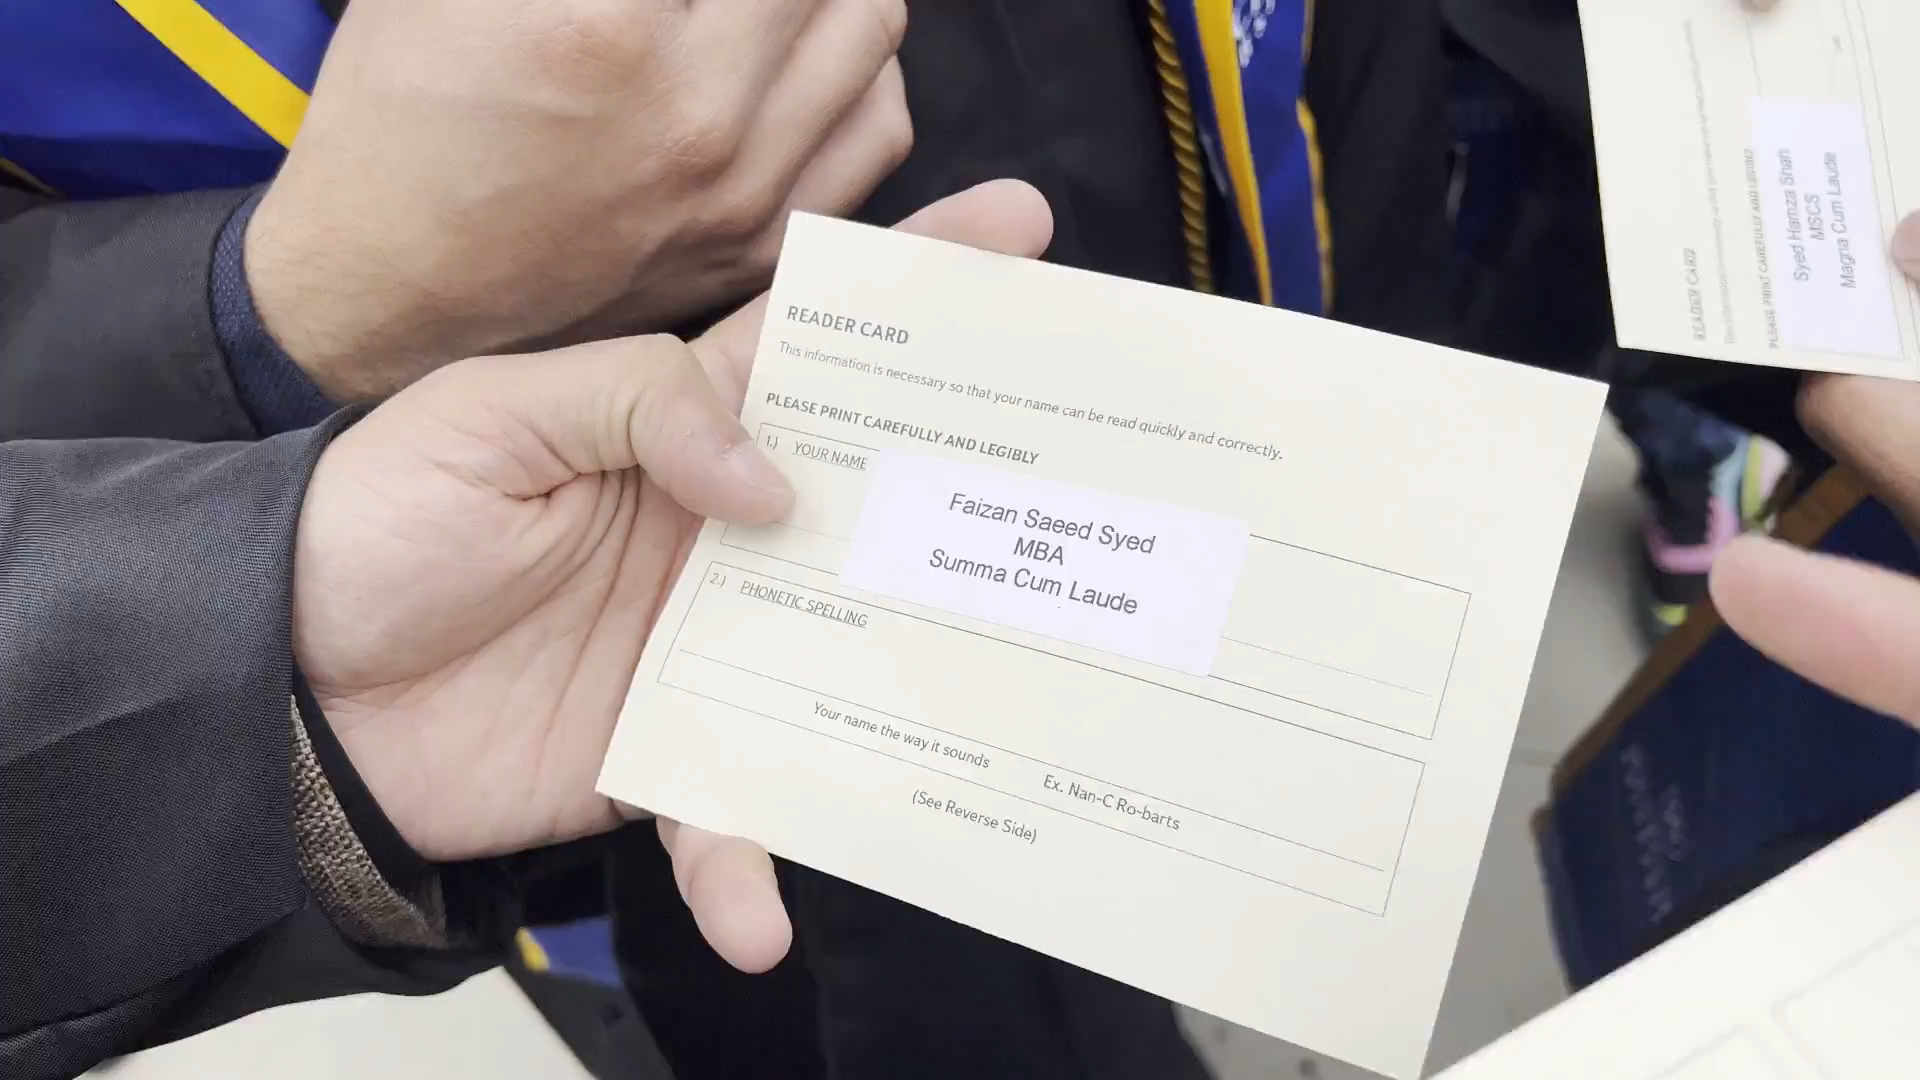 READER CARD
This information is necessary so that your name can be read quickly and correctly.
PLEASE PRINT CAREFULLY AND LEGIBLY
1.) YOUR NAME
Faizan Saeed Syed
MBA
Summa Cum Laude
2.) PHONETIC SPELLING
Your name the way it sounds Ex. Nan-C Ro-barts
(See Reverse Side)
READER CARD
PLEASE PRINT CAREFULLY AND LEGIBLY
Syed Hamza Shah
MSCS
Magna Cum Laude